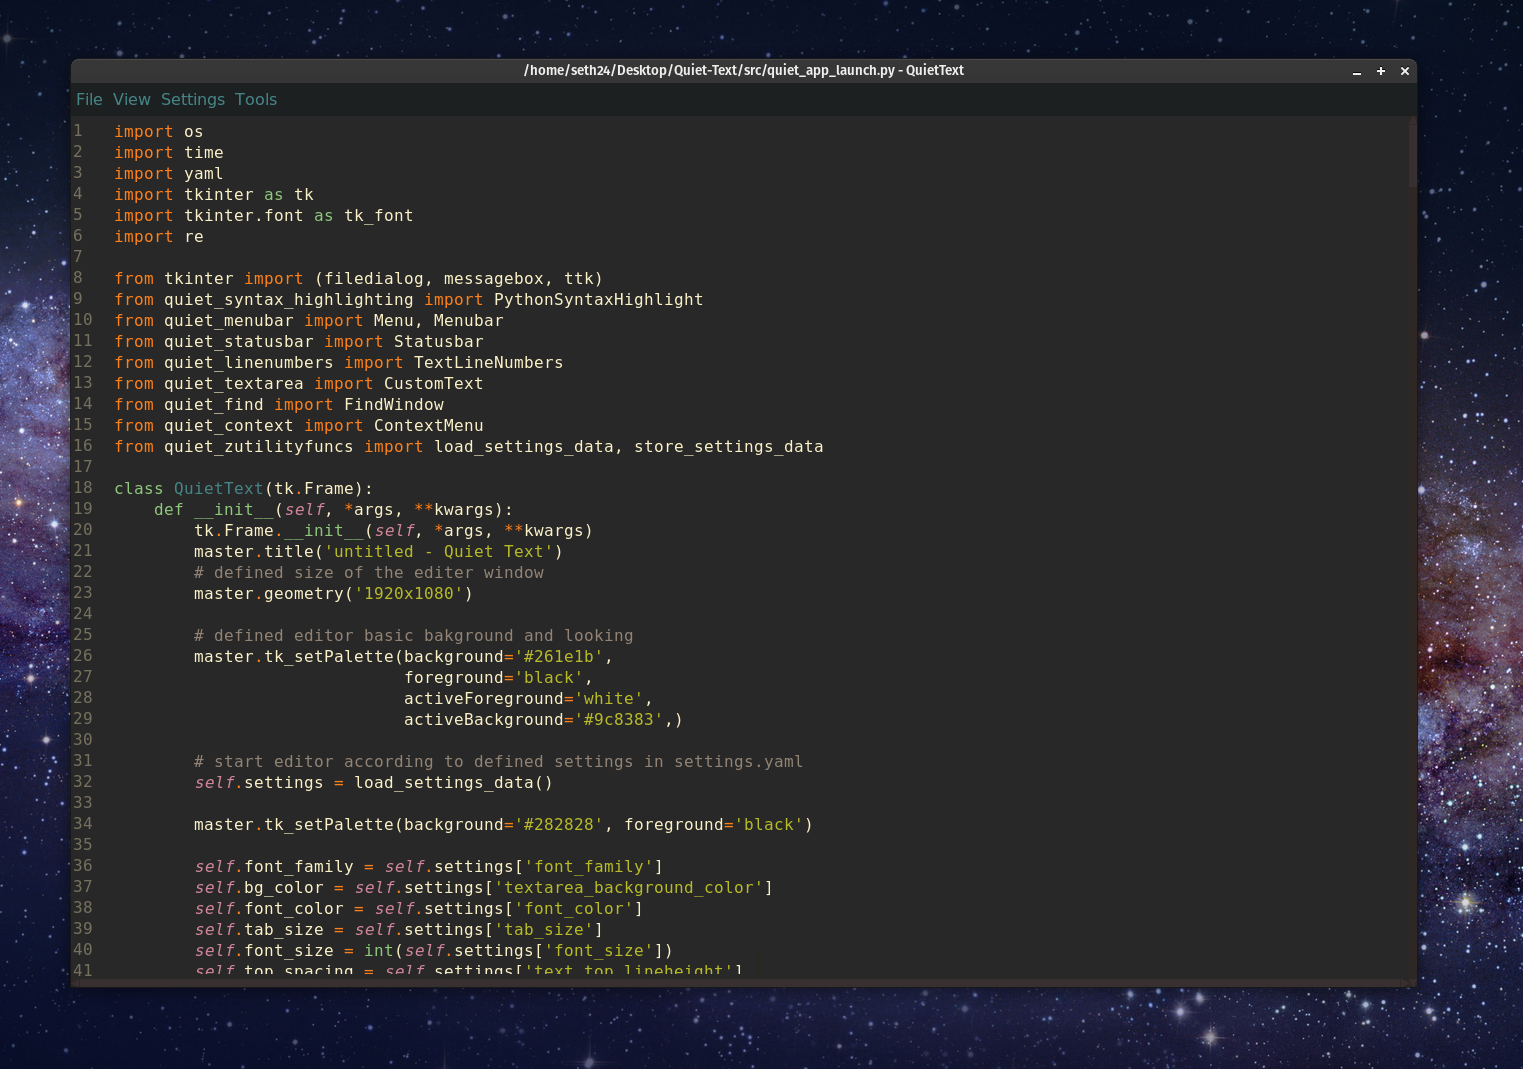 /home/seth24/Desktop/Quiet-Text/src/quiet_app_launch.py - QuietText
File View Settings Tools
1 import os
2 import time
3 import yaml
4 import tkinter as tk
5 import tkinter.font as tk_font
6 import re
7
8 from tkinter import (filedialog, messagebox, ttk)
9 from quiet_syntax_highlighting import PythonSyntaxHighlight
10 from quiet_menubar import Menu, Menubar
11 from quiet_statusbar import Statusbar
12 from quiet_linenumbers import TextLineNumbers
13 from quiet_textarea import CustomText
14 from quiet_find import FindWindow
15 from quiet_context import ContextMenu
16 from quiet_zutilityfuncs import load_settings_data, store_settings_data
17
18 class QuietText(tk.Frame):
19     def __init__(self, *args, **kwargs):
20         tk.Frame.__init__(self, *args, **kwargs)
21         master.title('untitled - Quiet Text')
22         # defined size of the editer window
23         master.geometry('1920x1080')
24
25         # defined editor basic bakground and looking
26         master.tk_setPalette(background='#261e1b',
27                              foreground='black',
28                              activeForeground='white',
29                              activeBackground='#9c8383',)
30
31         # start editor according to defined settings in settings.yaml
32         self.settings = load_settings_data()
33
34         master.tk_setPalette(background='#282828', foreground='black')
35
36         self.font_family = self.settings['font_family']
37         self.bg_color = self.settings['textarea_background_color']
38         self.font_color = self.settings['font_color']
39         self.tab_size = self.settings['tab_size']
40         self.font_size = int(self.settings['font_size'])
41         self.top_spacing = self.settings['text_top_lineheight']